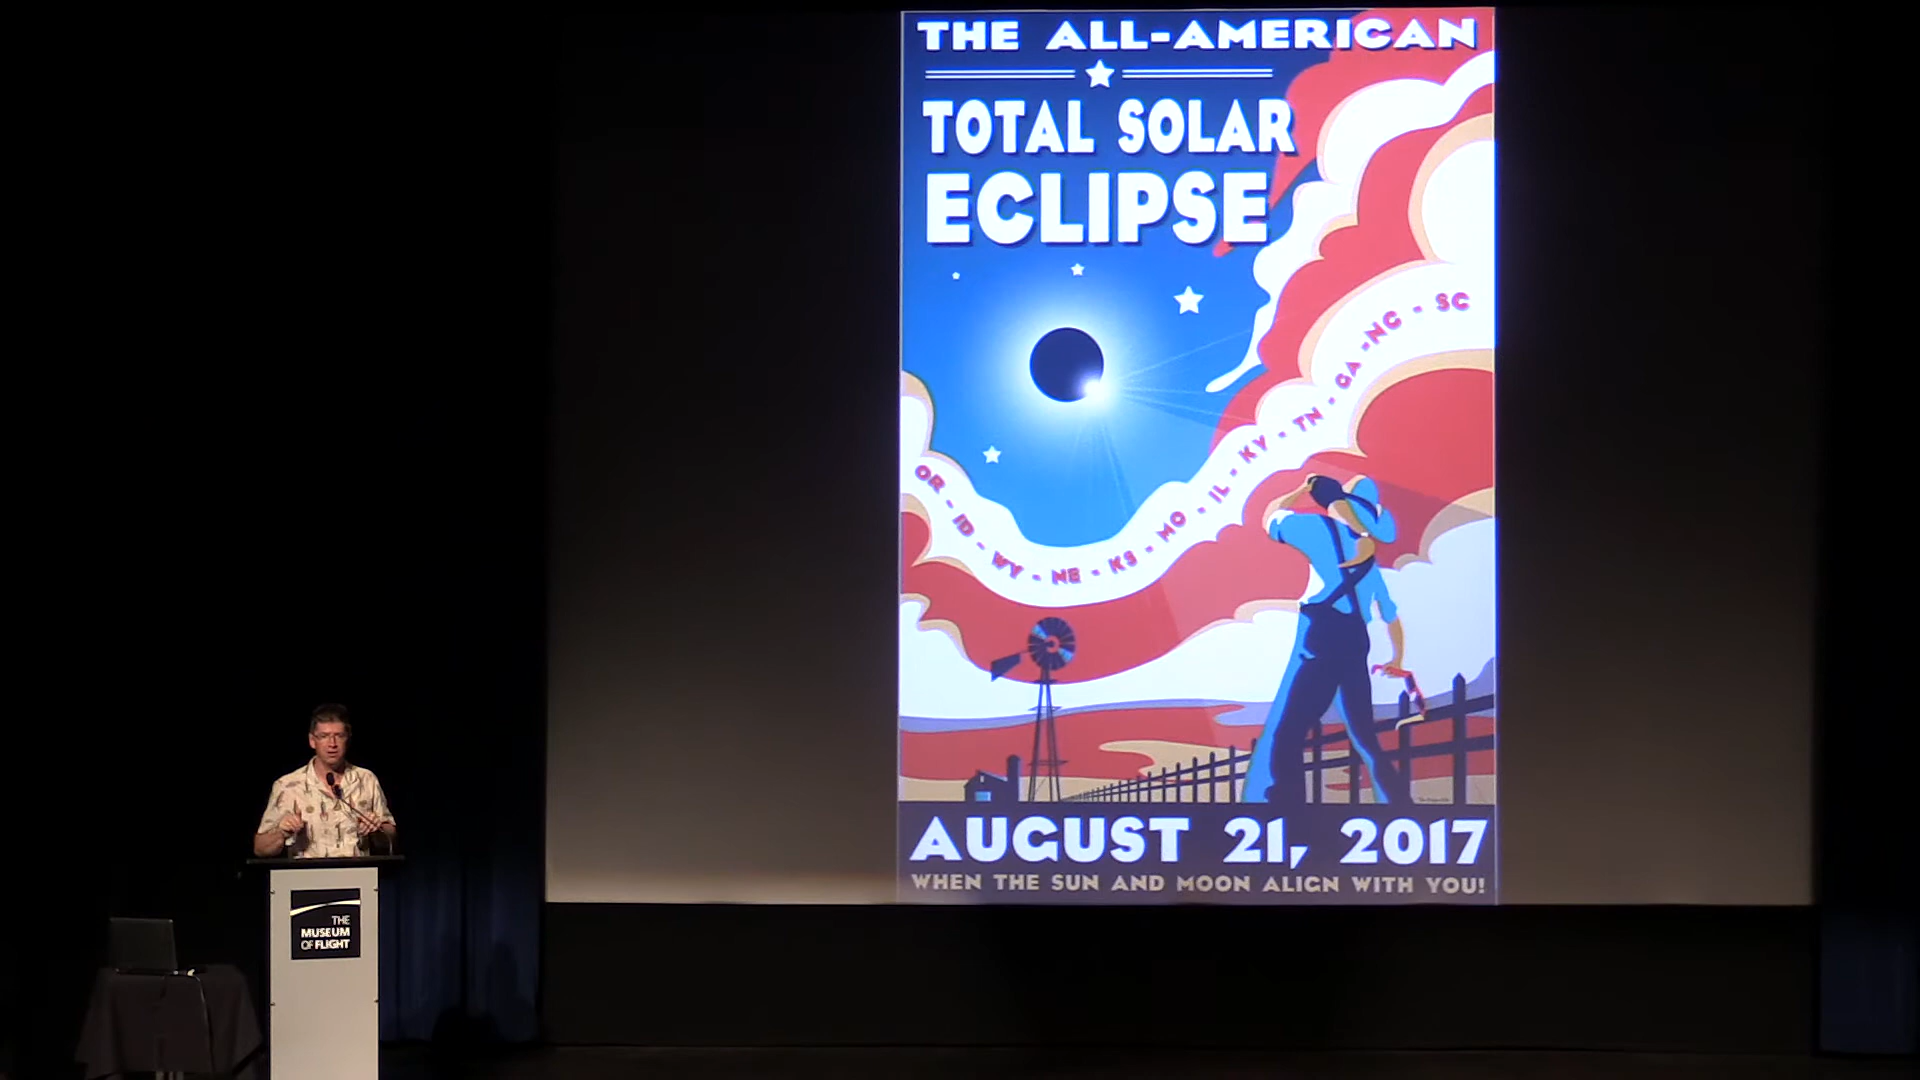 THE ALL-AMERICAN
TOTAL SOLAR
ECLIPSE
OR - ID - WY - NE - KS - MO - IL - KY - TN - GA - NC - SC
AUGUST 21, 2017
WHEN THE SUN AND MOON ALIGN WITH YOU!
THE
MUSEUM
OF FLIGHT